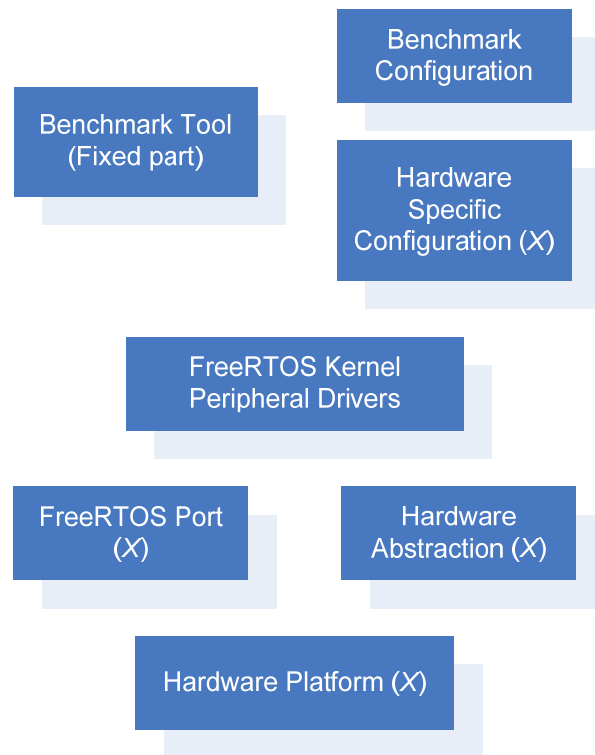 Benchmark
Configuration
Benchmark Tool
(Fixed part)
Hardware
Specific
Configuration (X)
FreeRTOS Kernel
Peripheral Drivers
FreeRTOS Port
(X)
Hardware
Abstraction (X)
Hardware Platform (X)